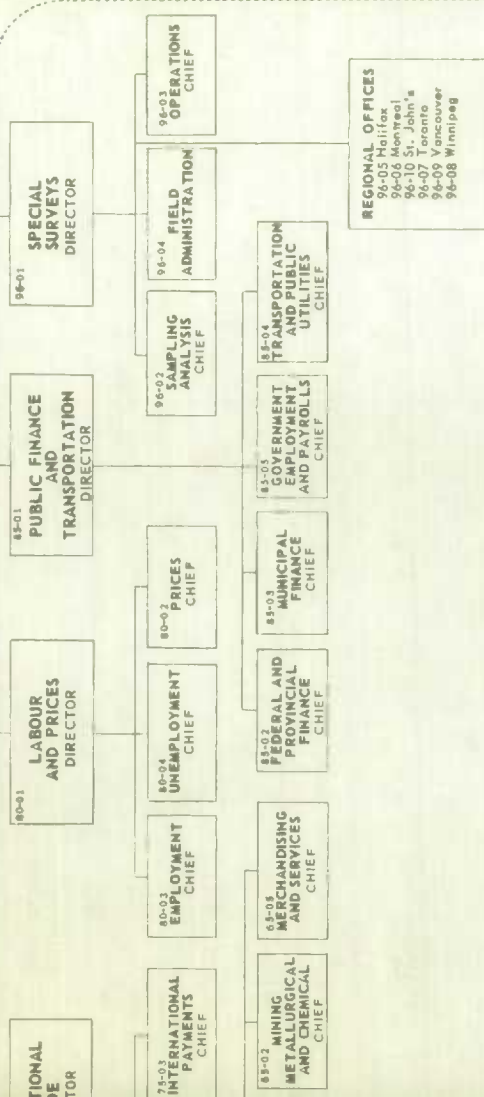 TIONAL
DE
TOR
80-01
LABOUR
AND PRICES
DIRECTOR
85-01
PUBLIC FINANCE
AND
TRANSPORTATION
DIRECTOR
96-01
SPECIAL
SURVEYS
DIRECTOR
75-03
INTERNATIONAL
PAYMENTS
CHIEF
80-03
EMPLOYMENT
CHIEF
80-04
UNEMPLOYMENT
CHIEF
80-02
PRICES
CHIEF
96-02
SAMPLING
ANALYSIS
CHIEF
96-04
FIELD
ADMINISTRATION
96-03
OPERATIONS
CHIEF
65-02
MINING
METALLURGICAL
AND CHEMICAL
CHIEF
65-05
MERCHANDISING
AND SERVICES
CHIEF
85-02
FEDERAL AND
PROVINCIAL
FINANCE
CHIEF
85-03
MUNICIPAL
FINANCE
CHIEF
85-05
GOVERNMENT
EMPLOYMENT
AND PAYROLLS
CHIEF
85-04
TRANSPORTATION
AND PUBLIC
UTILITIES
CHIEF
REGIONAL OFFICES
96-05 Halifax
96-06 Montreal
96-10 St. John's
96-07 Toronto
96-09 Vancouver
96-08 Winnipeg